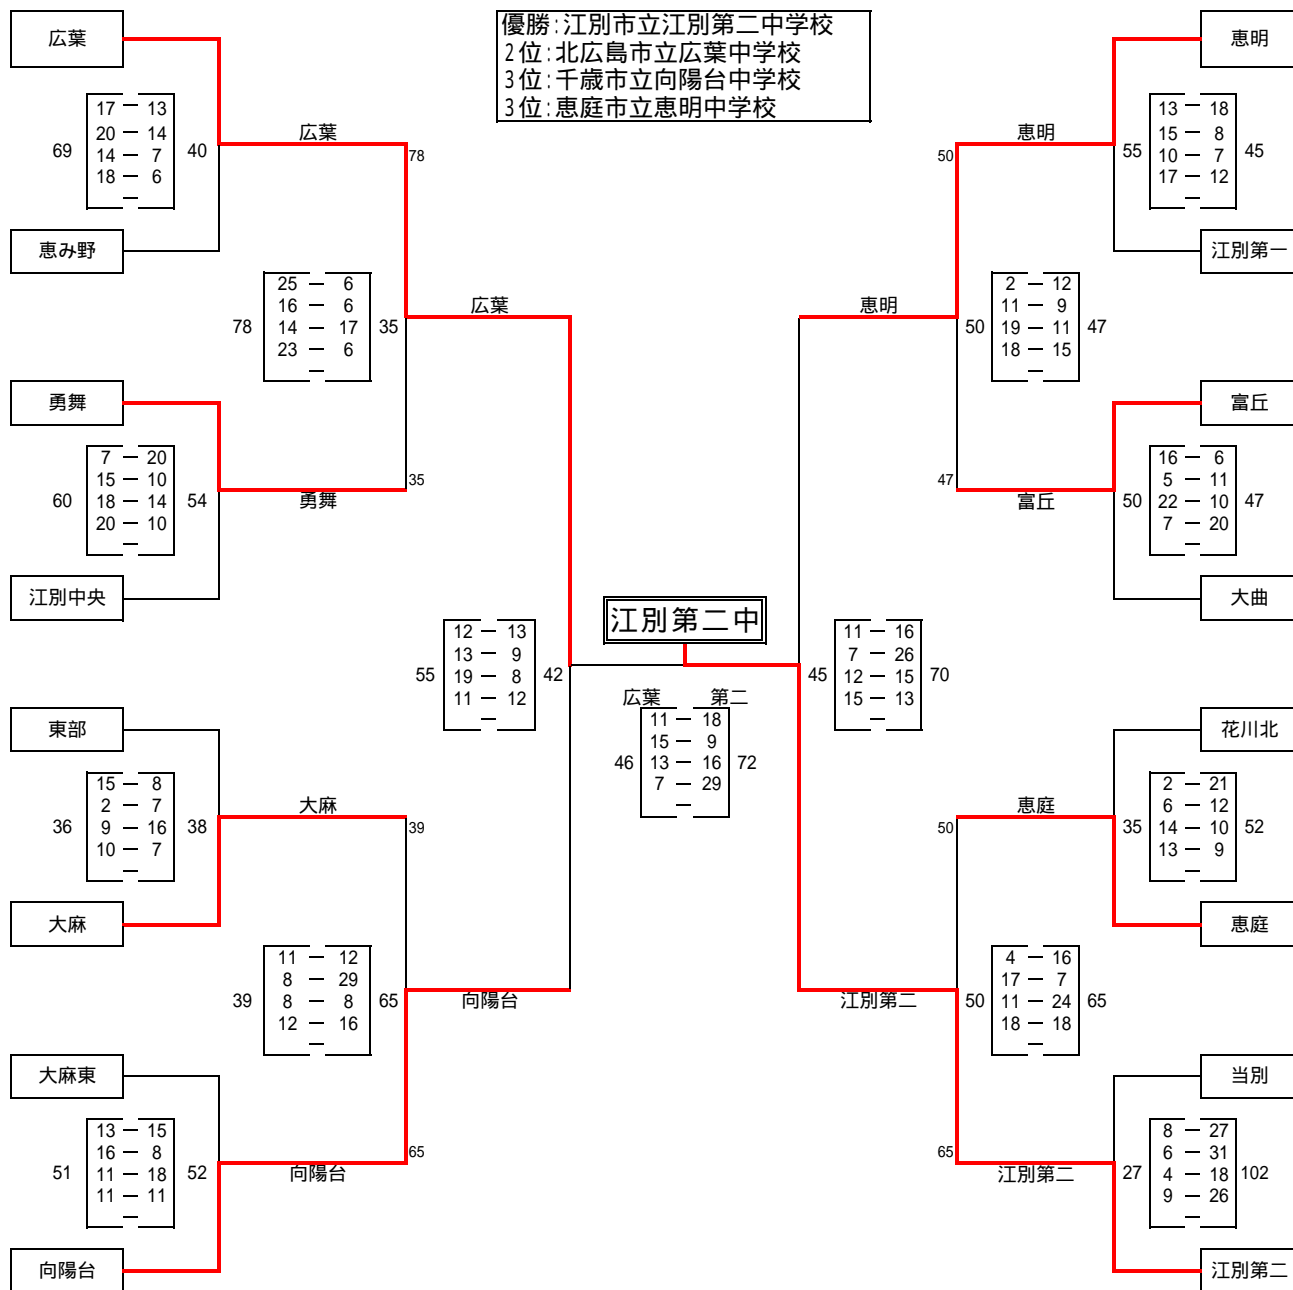 優勝:江別市立江別第二中学校
2位:北広島市立広葉中学校
3位:千歳市立向陽台中学校
3位:恵庭市立恵明中学校
広葉
69
17 ー 13
20 ー 14
14 ー 7
18 ー 6
ー
40
恵み野
広葉
78
78
25 ー 6
16 ー 6
14 ー 17
23 ー 6
ー
35
勇舞
60
7 ー 20
15 ー 10
18 ー 14
20 ー 10
ー
54
江別中央
勇舞
35
広葉
55
12 ー 13
13 ー 9
19 ー 8
11 ー 12
ー
42
東部
36
15 ー 8
2 ー 7
9 ー 16
10 ー 7
ー
38
大麻
大麻
39
39
11 ー 12
8 ー 29
8 ー 8
12 ー 16
ー
65
向陽台
大麻東
51
13 ー 15
16 ー 8
11 ー 18
11 ー 11
ー
52
向陽台
向陽台
65
江別第二中
広葉 第二
46
11 ー 18
15 ー 9
13 ー 16
7 ー 29
ー
72
恵明
55
13 ー 18
15 ー 8
10 ー 7
17 ー 12
ー
45
江別第一
恵明
50
50
2 ー 12
11 ー 9
19 ー 11
18 ー 15
ー
47
恵明
富丘
50
16 ー 6
5 ー 11
22 ー 10
7 ー 20
ー
47
大曲
富丘
47
45
11 ー 16
7 ー 26
12 ー 15
15 ー 13
ー
70
花川北
35
2 ー 21
6 ー 12
14 ー 10
13 ー 9
ー
52
恵庭
恵庭
50
50
4 ー 16
17 ー 7
11 ー 24
18 ー 18
ー
65
江別第二
当別
27
8 ー 27
6 ー 31
4 ー 18
9 ー 26
ー
102
江別第二
江別第二
65